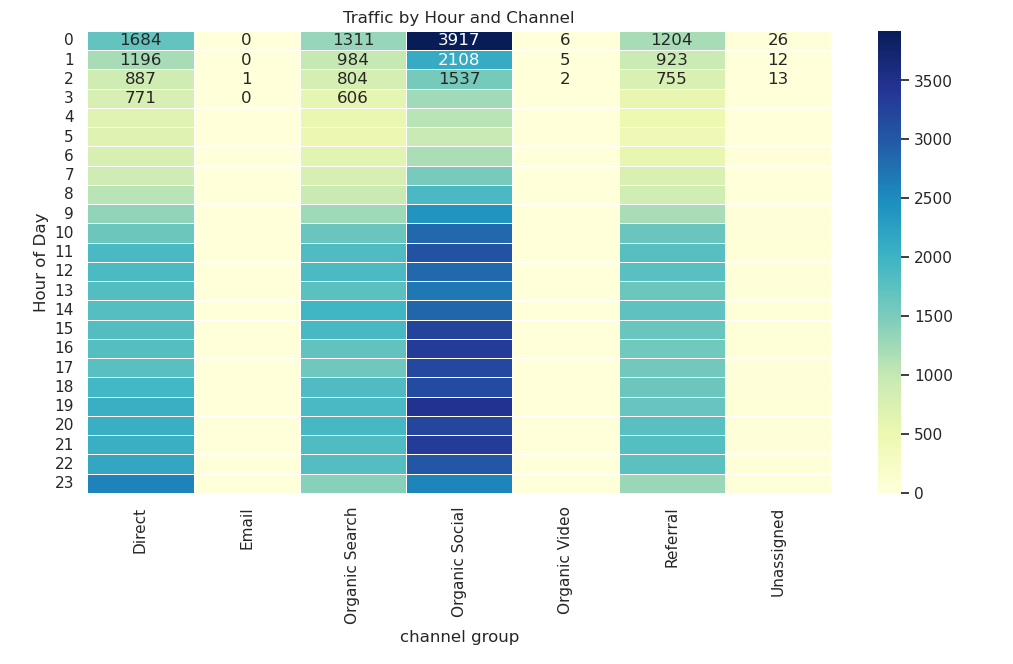 Traffic by Hour and Channel
0 1684 0 1311 3917 6 1204 26
1 1196 0 984 2108 5 923 12
2 887 1 804 1537 2 755 13
3 771 0 606
4
5
6
7
8
9
10
11
12
13
14
15
16
17
18
19
20
21
22
23
Hour of Day
Direct
Email
Organic Search
Organic Social
Organic Video
Referral
Unassigned
channel group
3500
3000
2500
2000
1500
1000
500
0